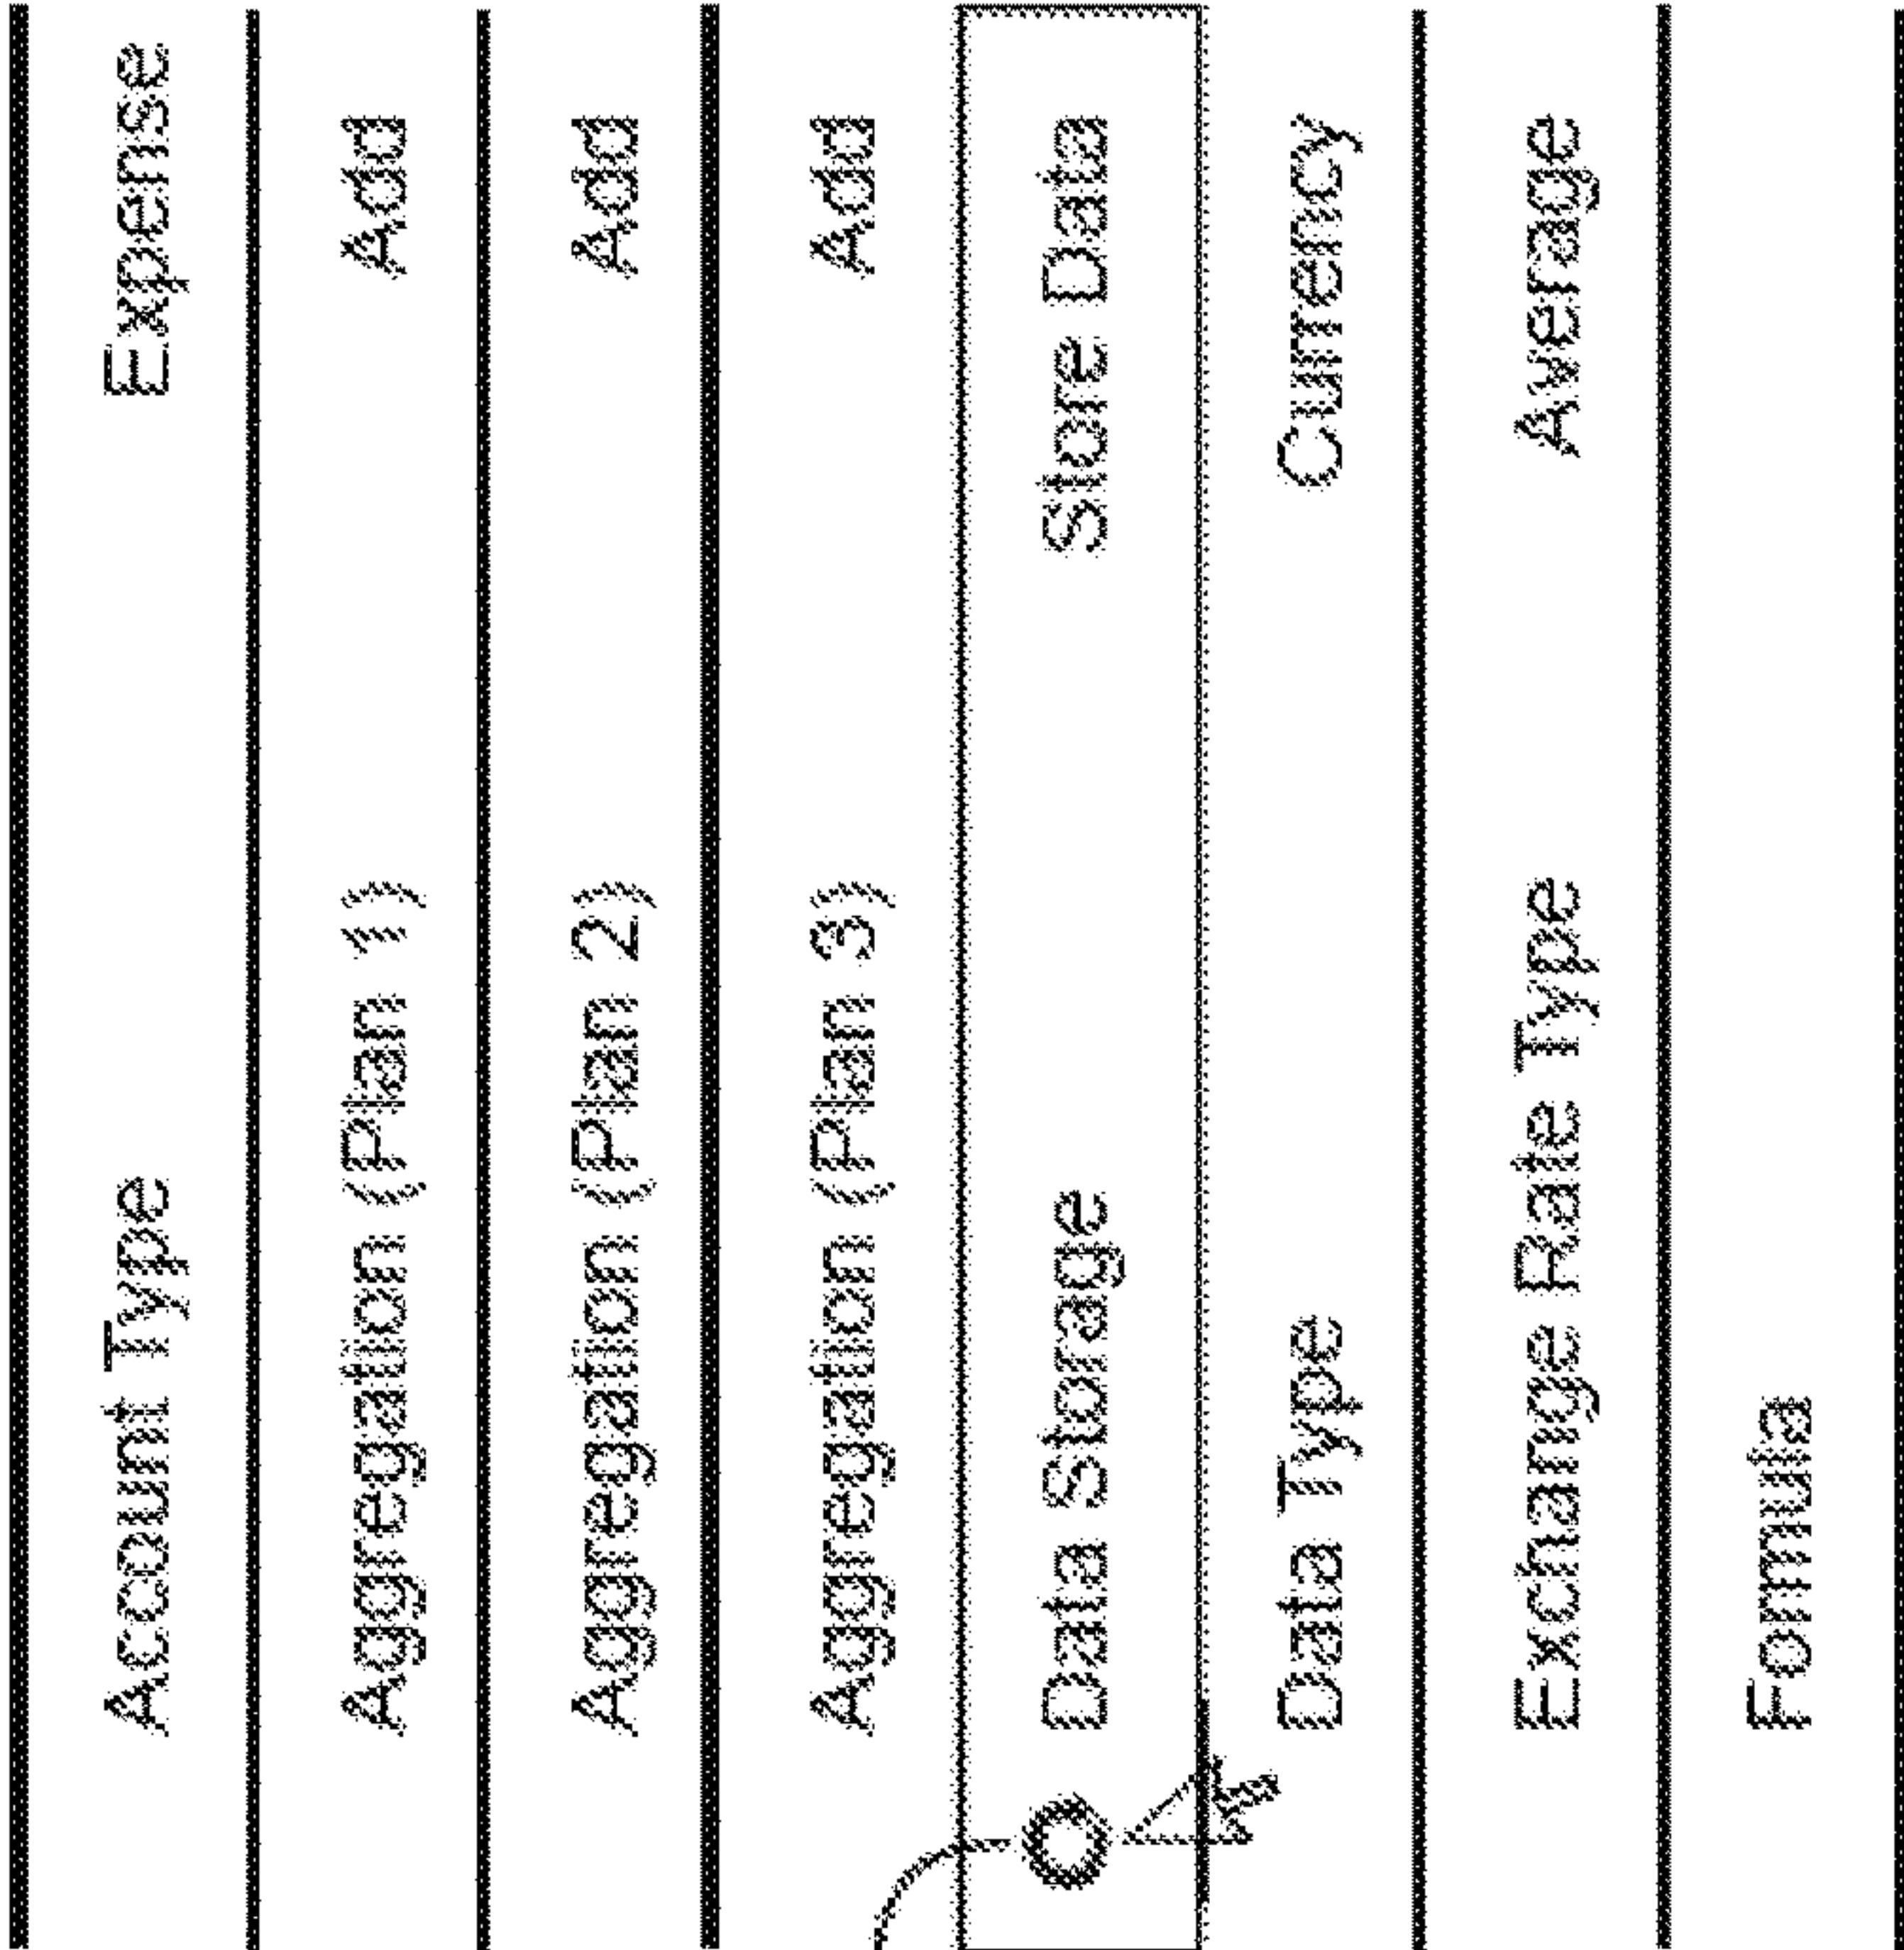 Account Type Expense
Aggregation (Plan 1) Add
Aggregation (Plan 2) Add
Aggregation (Plan 3) Add
Data Storage Store Data
Data Type Currency
Exchange Rate Type Average
Formula